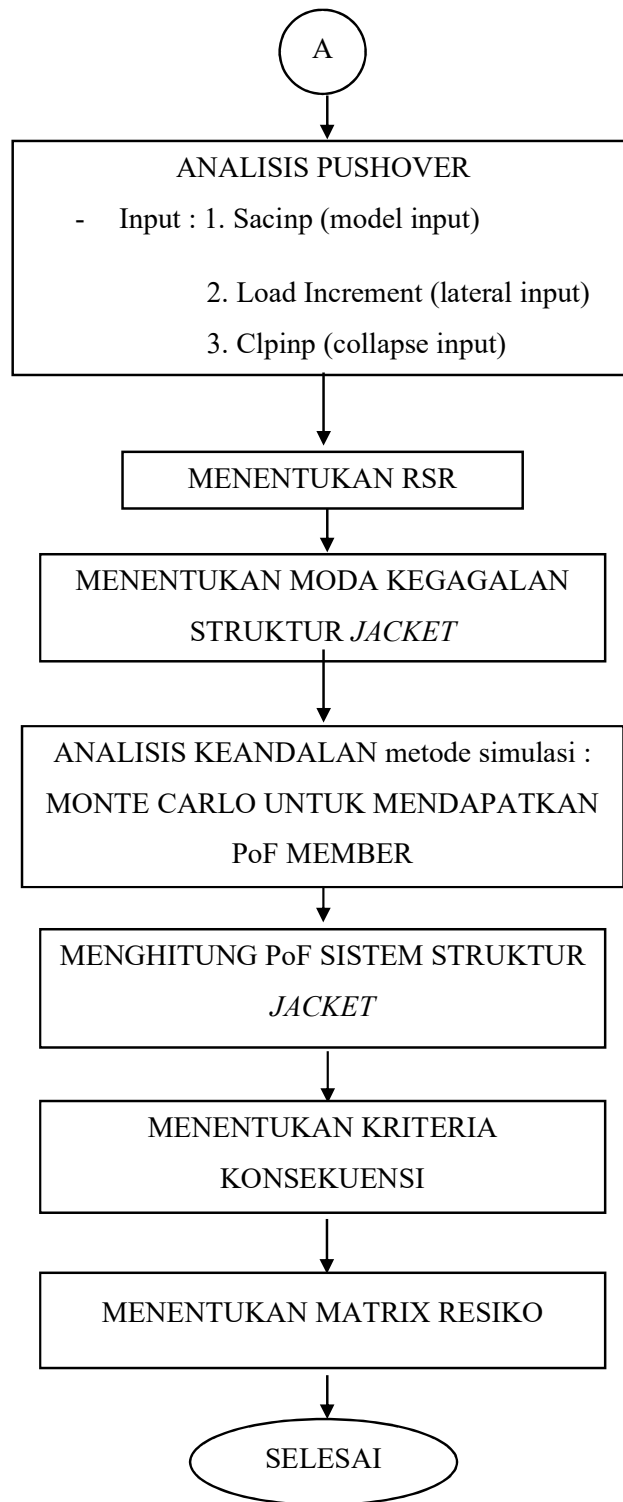 A
ANALISIS PUSHOVER
- Input : 1. Sacinp (model input)
2. Load Increment (lateral input)
3. Clpinp (collapse input)
MENENTUKAN RSR
MENENTUKAN MODA KEGAGALAN
STRUKTUR JACKET
ANALISIS KEANDALAN metode simulasi :
MONTE CARLO UNTUK MENDAPATKAN
PoF MEMBER
MENGHITUNG PoF SISTEM STRUKTUR
JACKET
MENENTUKAN KRITERIA
KONSEKUENSI
MENENTUKAN MATRIX RESIKO
SELESAI